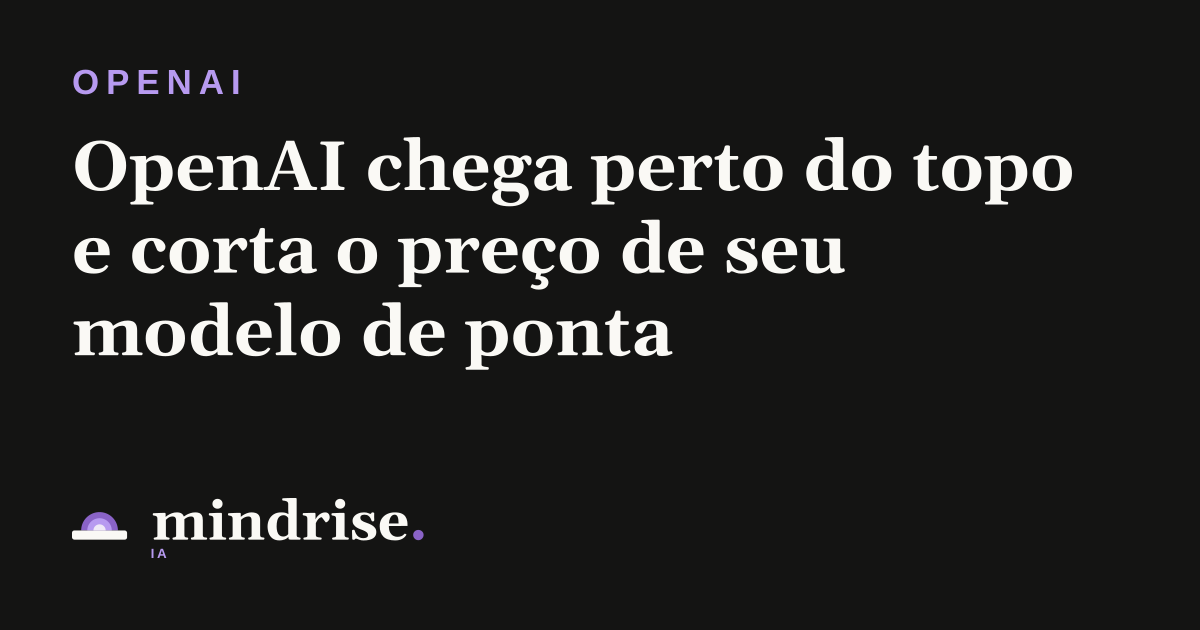 OPENAI
OpenAI chega perto do topo
e corta o preço de seu
modelo de ponta
mindrise.
IA